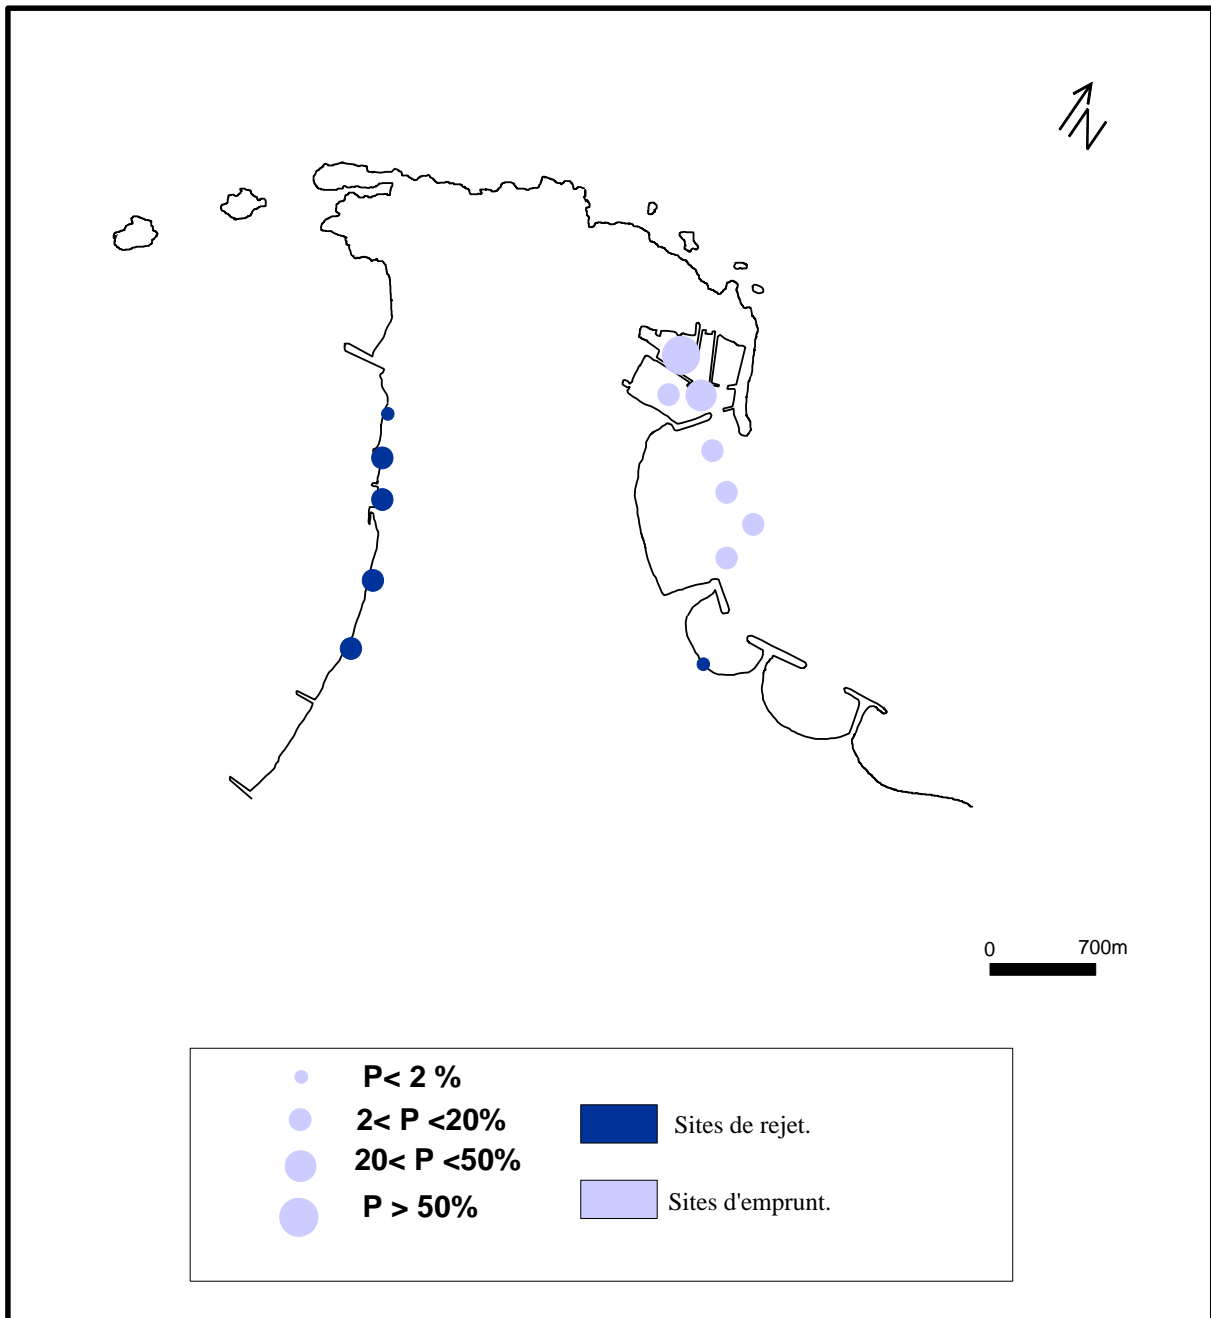 N
0 700m
P< 2 %
2< P <20%
20< P <50%
P > 50%
Sites de rejet.
Sites d'emprunt.